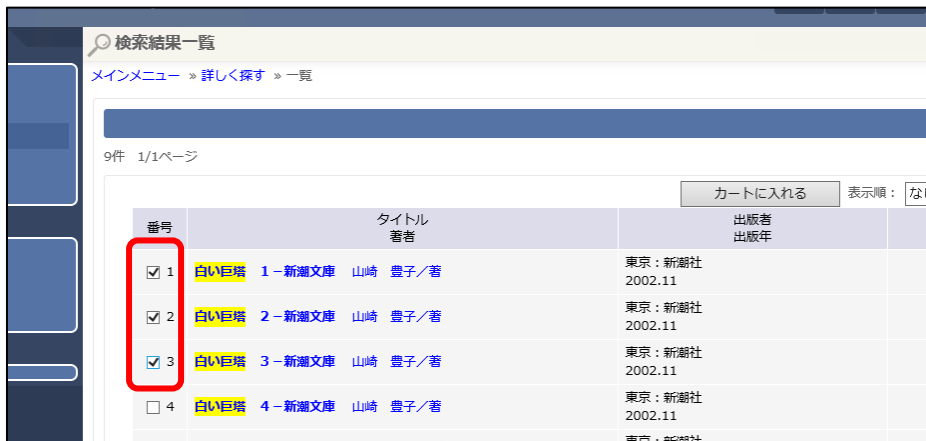 検索結果一覧
メインメニュー » 詳しく探す » 一覧
9件 1/1ページ
カートに入れる 表示順：
番号 タイトル 出版者
著者 出版年
1 白い巨塔 １－新潮文庫 山崎 豊子／著 東京：新潮社
2002.11
2 白い巨塔 ２－新潮文庫 山崎 豊子／著 東京：新潮社
2002.11
3 白い巨塔 ３－新潮文庫 山崎 豊子／著 東京：新潮社
2002.11
4 白い巨塔 ４－新潮文庫 山崎 豊子／著 東京：新潮社
2002.11